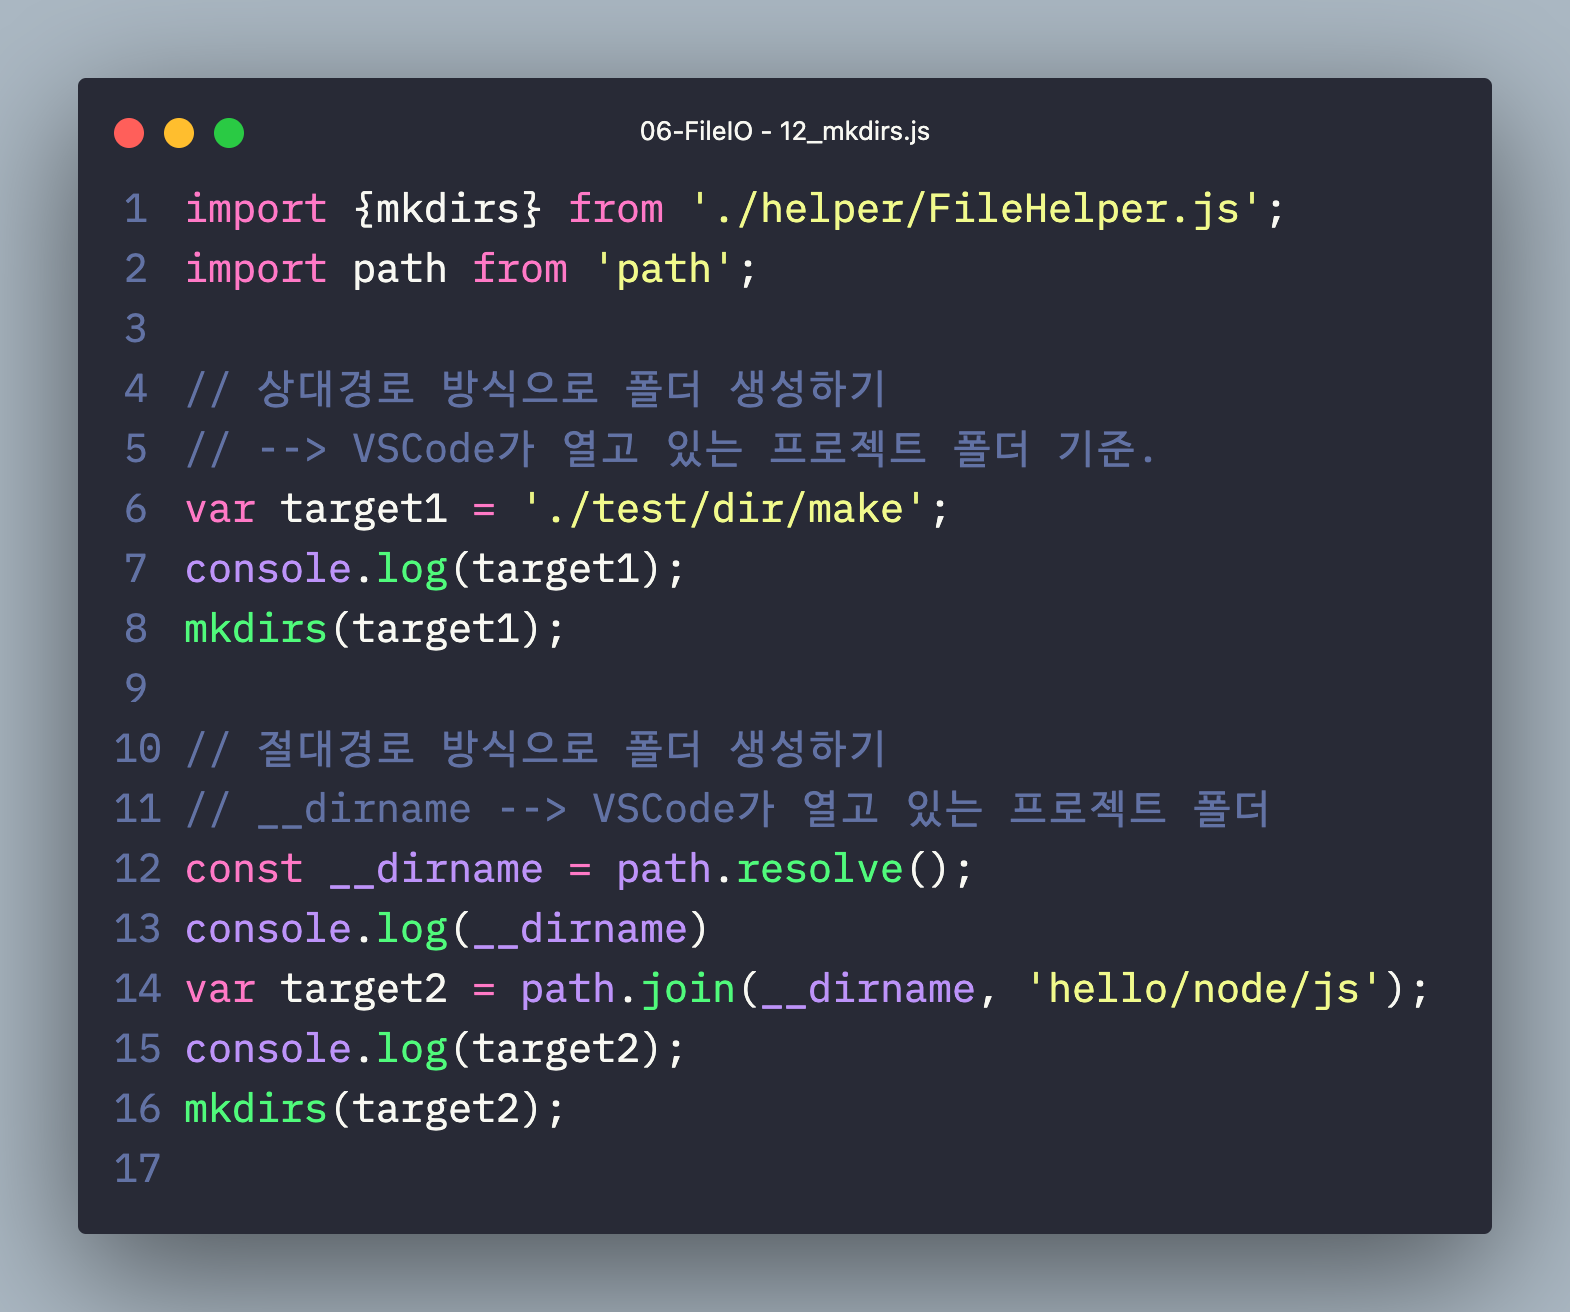 06-FileIO - 12_mkdirs.js
1 import {mkdirs} from './helper/FileHelper.js';
2 import path from 'path';
3
4 // 상대경로 방식으로 폴더 생성하기
5 // --> VSCode가 열고 있는 프로젝트 폴더 기준.
6 var target1 = './test/dir/make';
7 console.log(target1);
8 mkdirs(target1);
9
10 // 절대경로 방식으로 폴더 생성하기
11 // __dirname --> VSCode가 열고 있는 프로젝트 폴더
12 const __dirname = path.resolve();
13 console.log(__dirname)
14 var target2 = path.join(__dirname, 'hello/node/js');
15 console.log(target2);
16 mkdirs(target2);
17